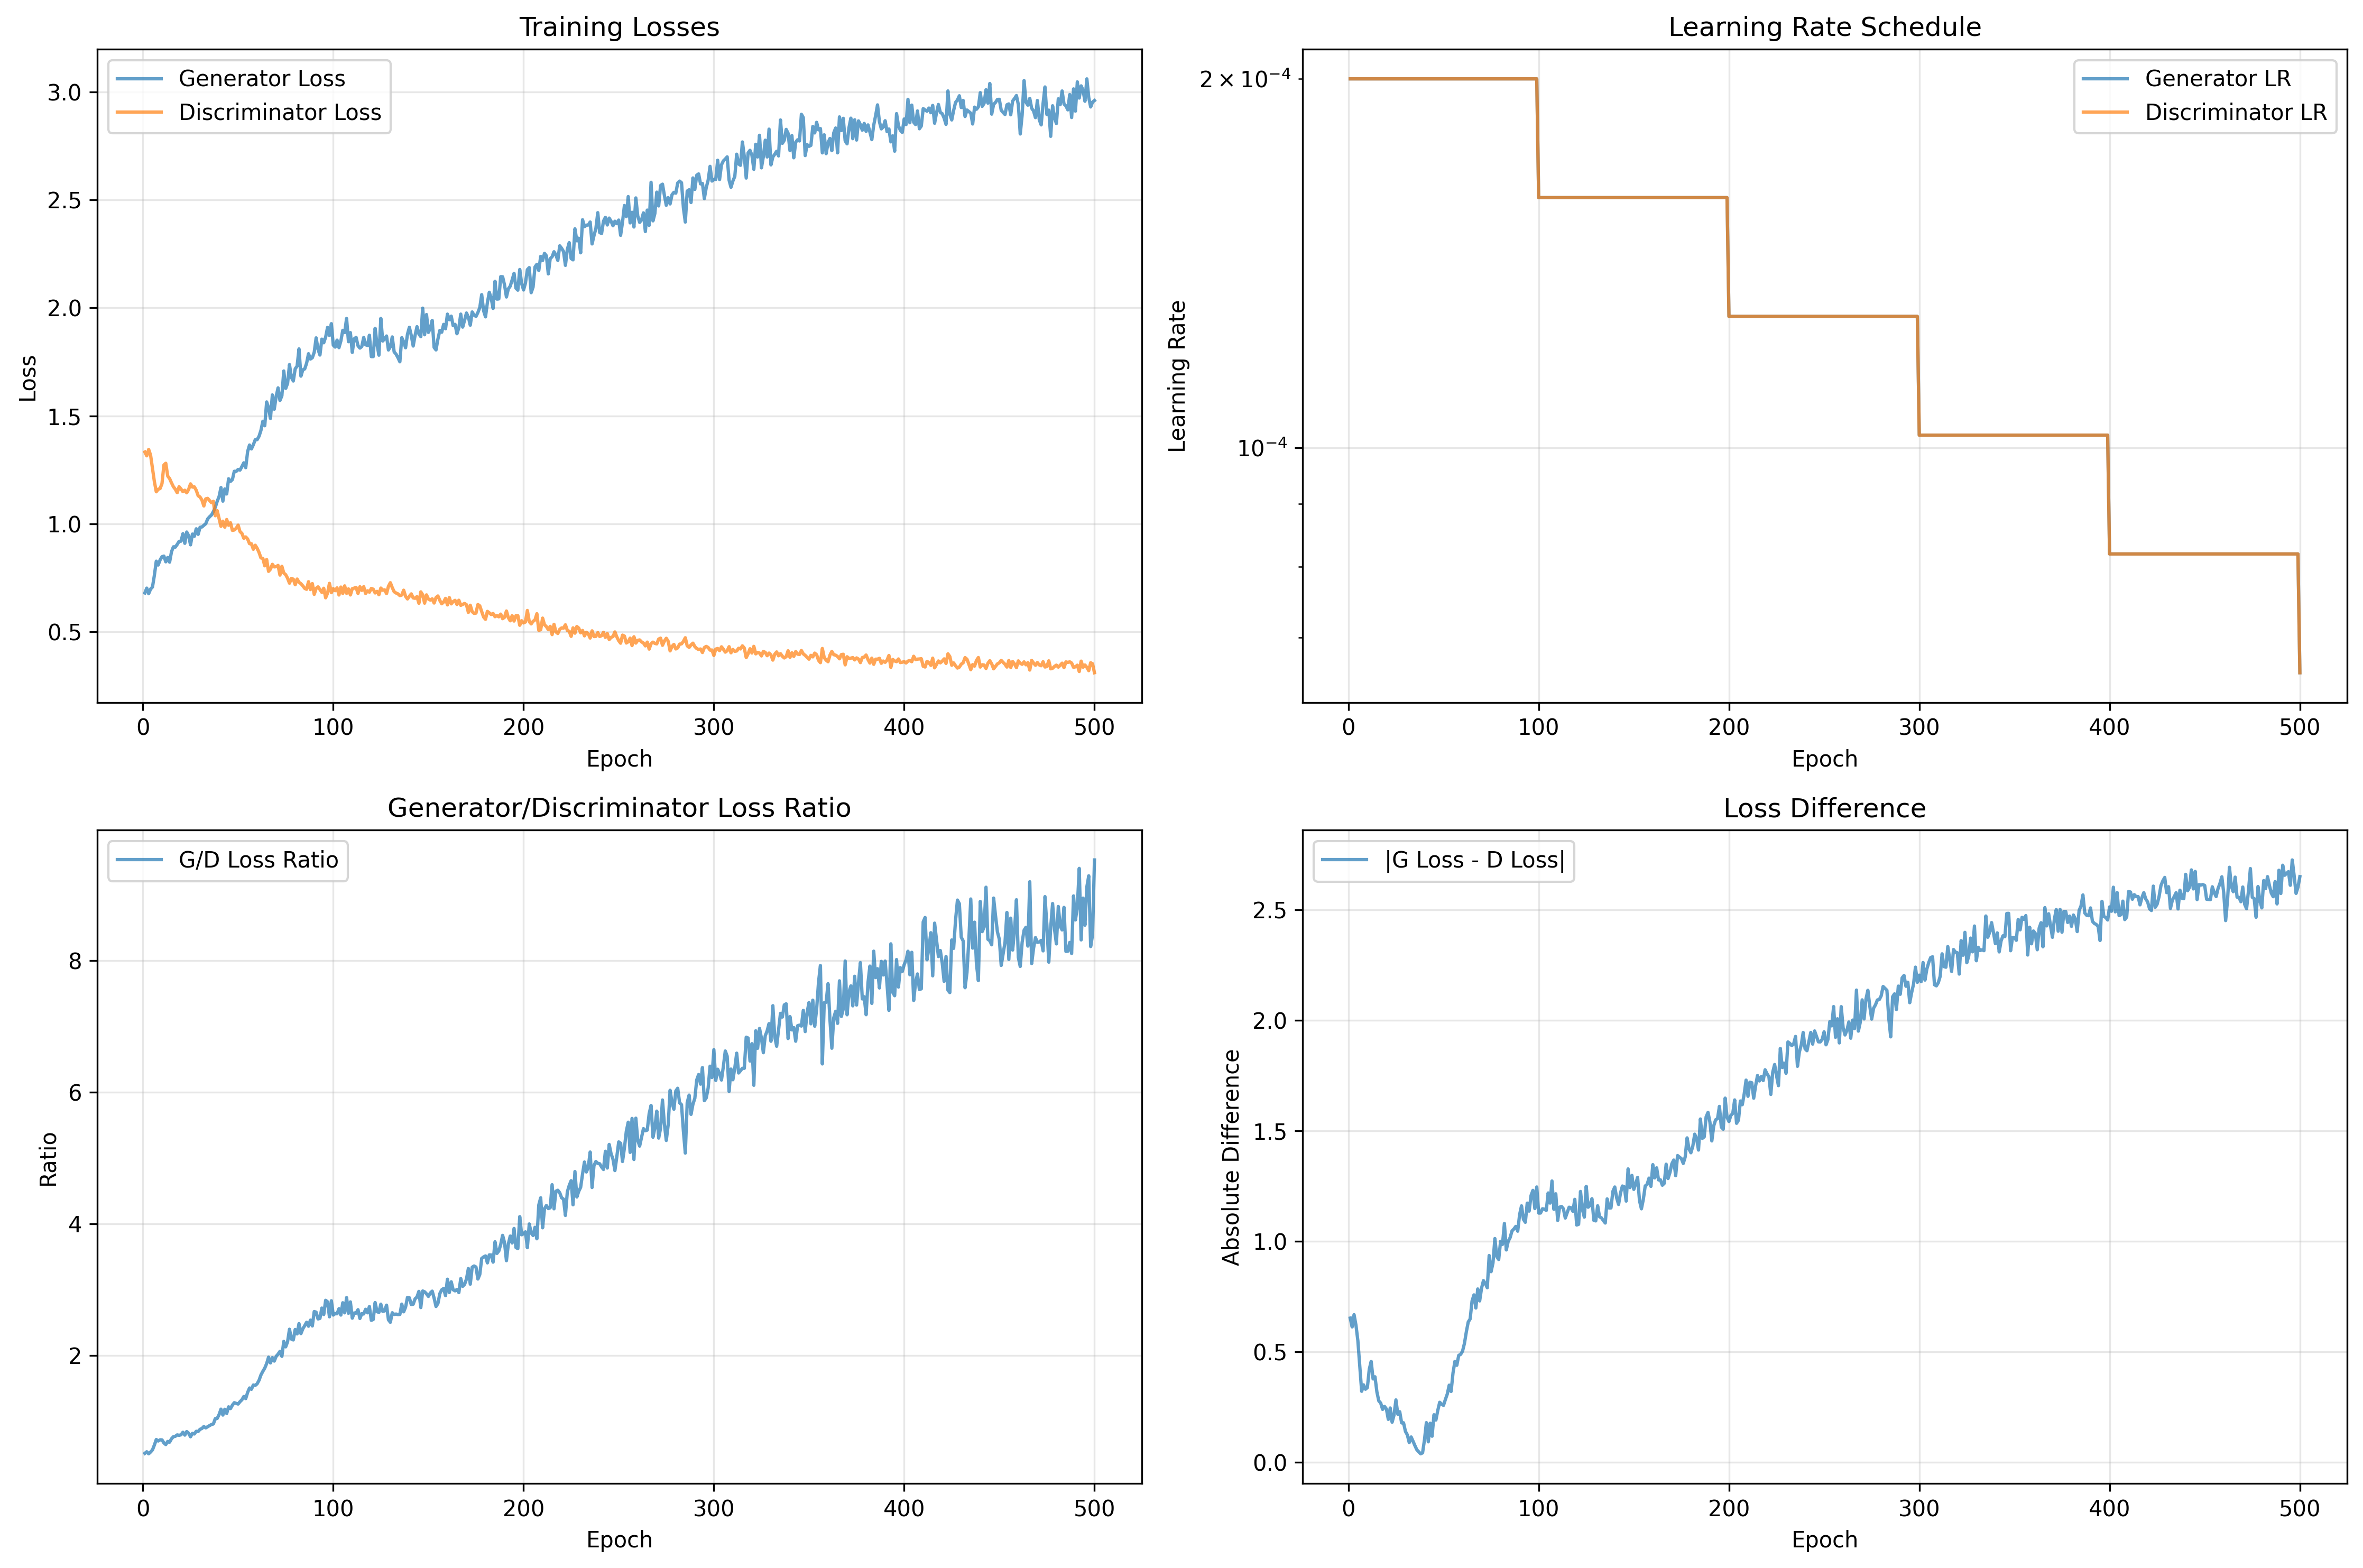 Training Losses
Generator Loss
Discriminator Loss
3.0
2.5
2.0
1.5
1.0
0.5
Loss
0 100 200 300 400 500
Epoch
Learning Rate Schedule
Generator LR
Discriminator LR
2 × 10⁻⁴
10⁻⁴
Learning Rate
0 100 200 300 400 500
Epoch
Generator/Discriminator Loss Ratio
G/D Loss Ratio
8
6
4
2
Ratio
0 100 200 300 400 500
Epoch
Loss Difference
|G Loss - D Loss|
2.5
2.0
1.5
1.0
0.5
0.0
Absolute Difference
0 100 200 300 400 500
Epoch